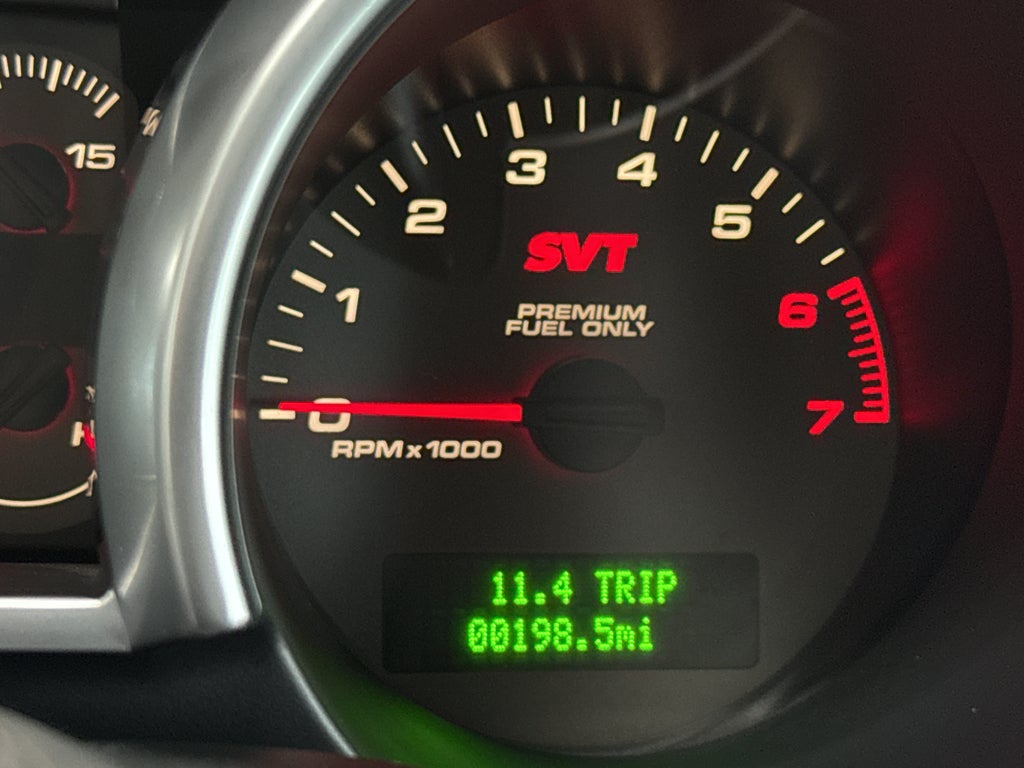 15
3
4
2
5
SVT
1
PREMIUM
FUEL ONLY
6
0
7
RPM x 1000
H
11.4 TRIP
00198.5mi